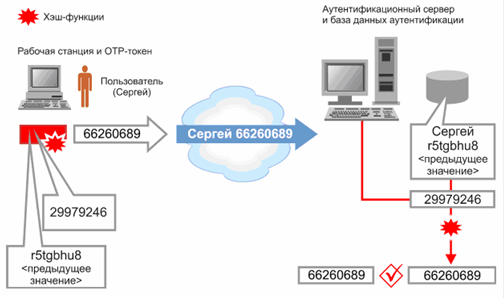 Хэш-функции
Рабочая станция и OTP-токен
Пользователь
(Сергей)
66260689
29979246
r5tgbhu8
<предыдущее
значение>
Сергей 66260689
Аутентификационный сервер
и база данных аутентификации
Сергей
r5tgbhu8
<предыдущее
значение>
29979246
66260689
66260689